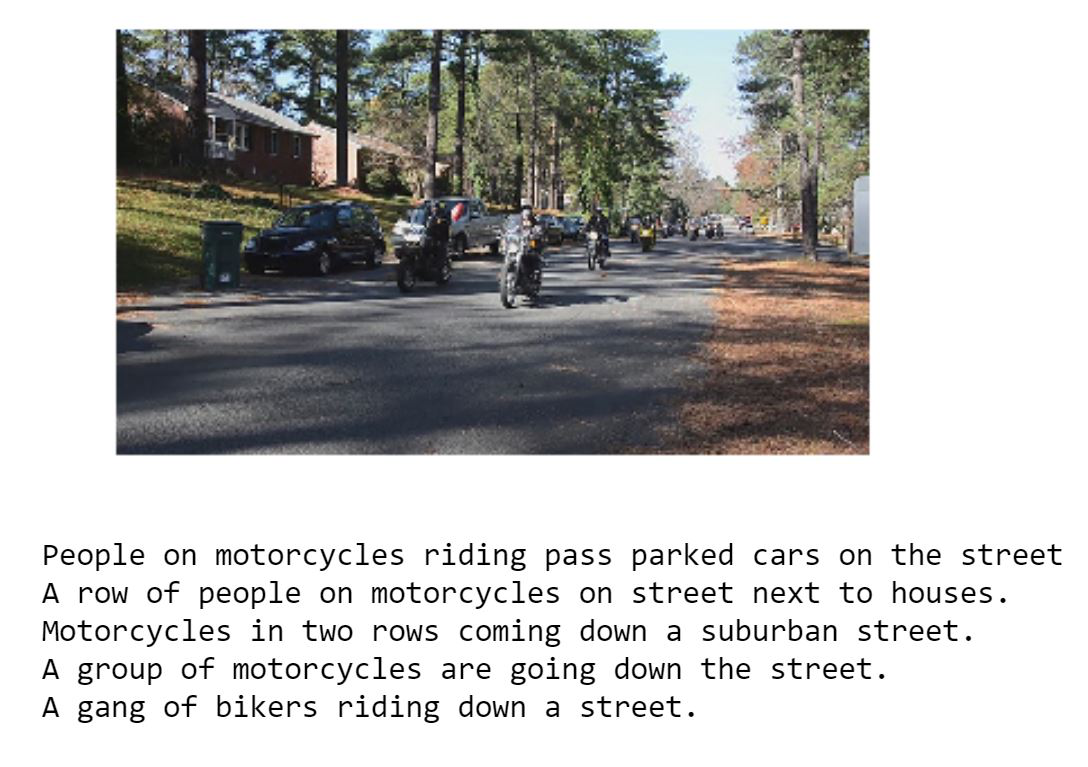 People on motorcycles riding pass parked cars on the street
A row of people on motorcycles on street next to houses.
Motorcycles in two rows coming down a suburban street.
A group of motorcycles are going down the street.
A gang of bikers riding down a street.